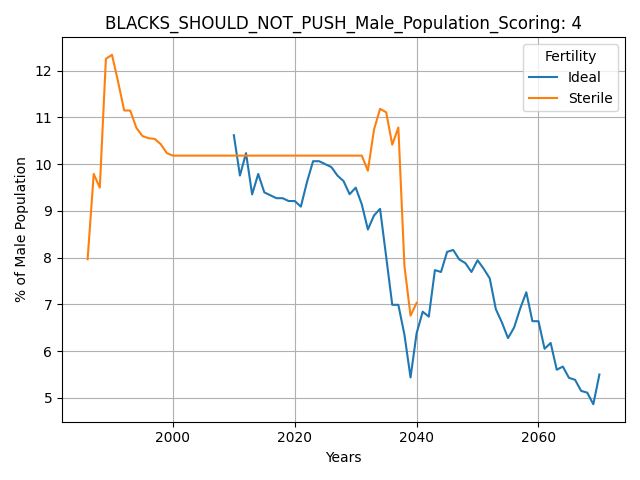 BLACKS_SHOULD_NOT_PUSH_Male_Population_Scoring: 4
% of Male Population
12
11
10
9
8
7
6
5
Fertility
Ideal
Sterile
2000 2020 2040 2060
Years